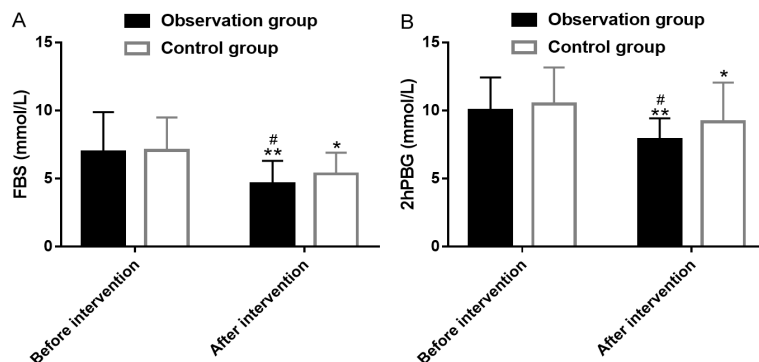 A
Observation group
Control group
FBS (mmol/L)
15
10
5
0
#
**
*
Before intervention
After intervention
B
Observation group
Control group
2hPBG (mmol/L)
15
10
5
0
#
**
*
Before intervention
After intervention